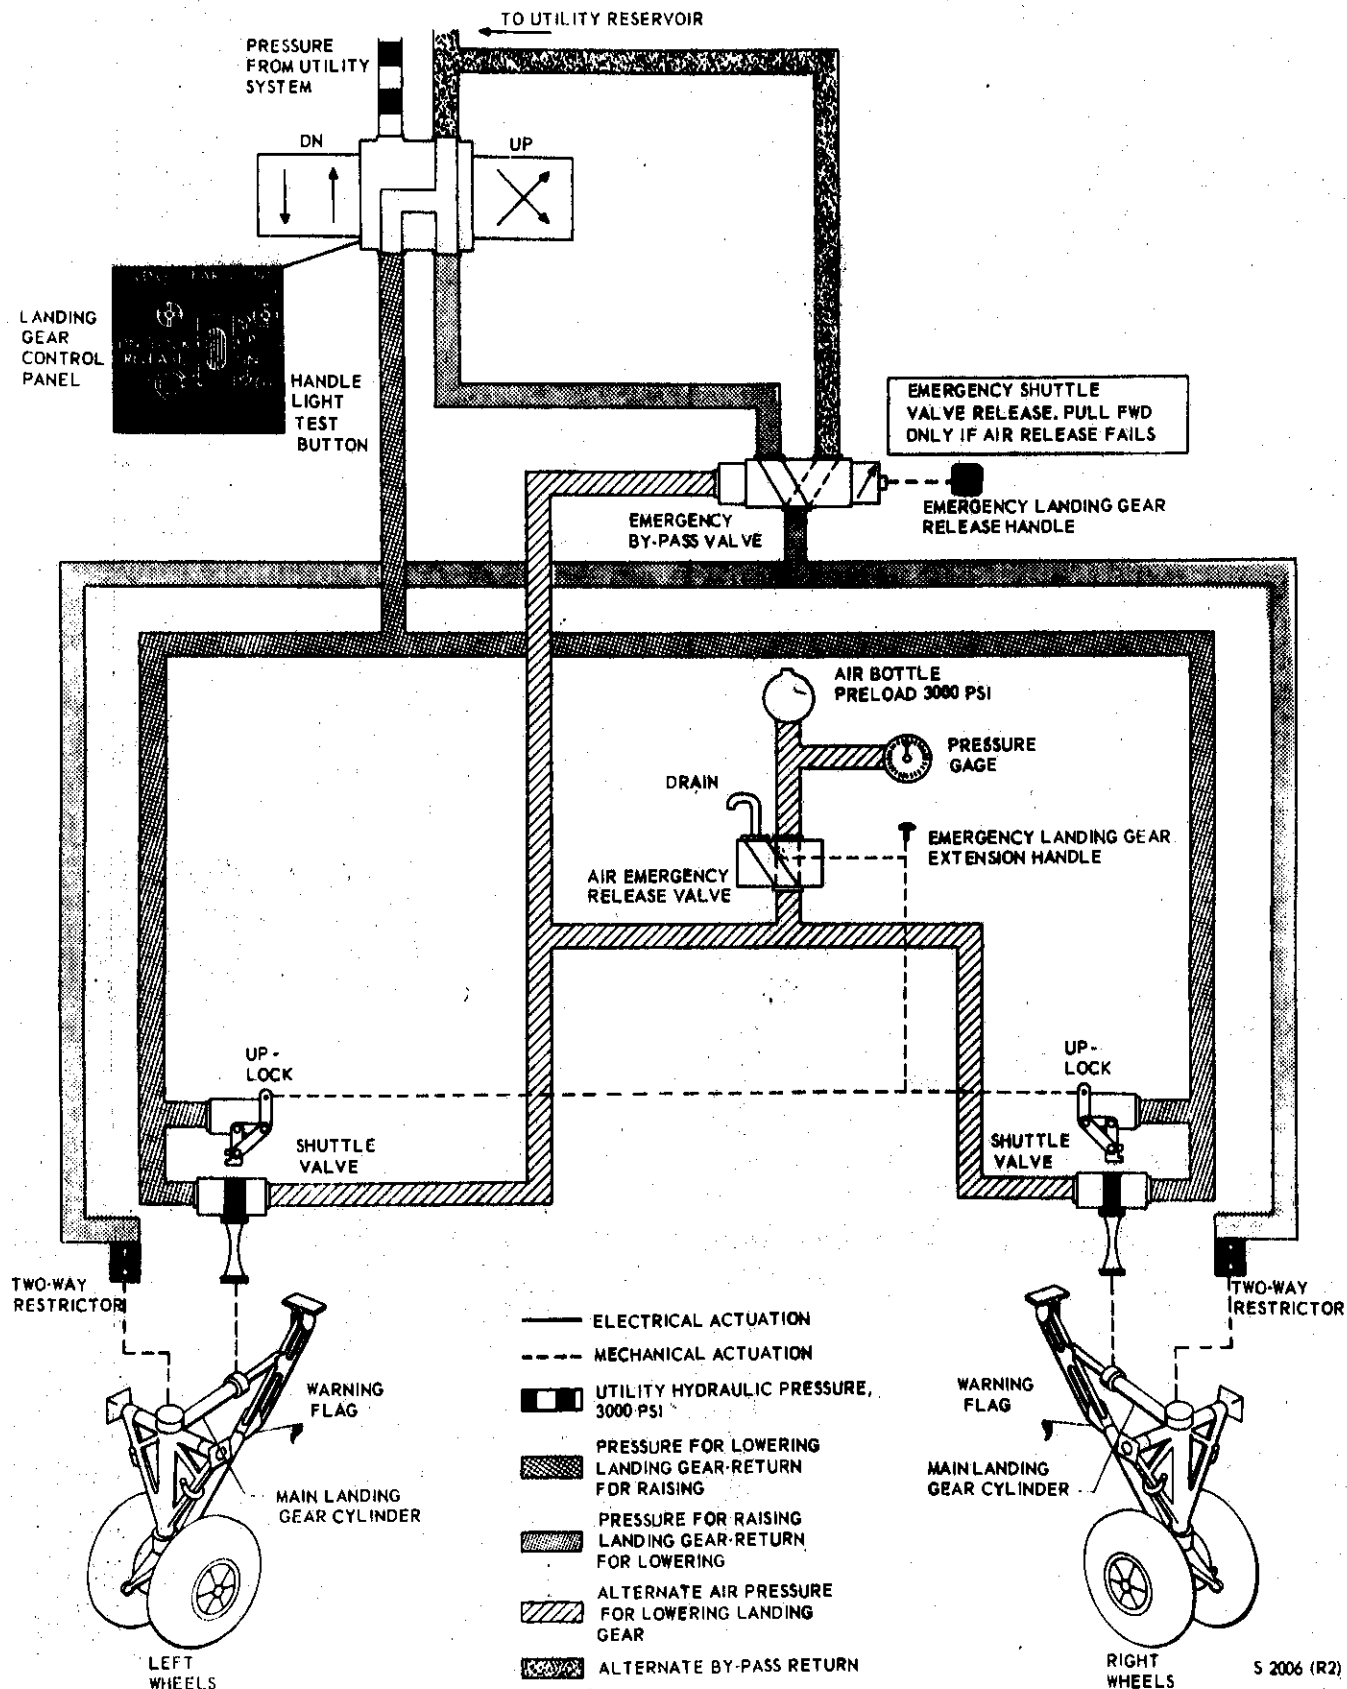 TO UTILITY RESERVOIR
PRESSURE
FROM UTILITY
SYSTEM
DN
UP
LANDING
GEAR
CONTROL
PANEL
HANDLE
LIGHT
TEST
BUTTON
EMERGENCY SHUTTLE
VALVE RELEASE. PULL FWD
ONLY IF AIR RELEASE FAILS
EMERGENCY
BY-PASS VALVE
EMERGENCY LANDING GEAR
RELEASE HANDLE
AIR BOTTLE
PRELOAD 3000 PSI
PRESSURE
GAGE
DRAIN
EMERGENCY LANDING GEAR
EXTENSION HANDLE
AIR EMERGENCY
RELEASE VALVE
UP-
LOCK
UP-
LOCK
SHUTTLE
VALVE
SHUTTLE
VALVE
TWO-WAY
RESTRICTOR
TWO-WAY
RESTRICTOR
WARNING
FLAG
MAIN LANDING
GEAR CYLINDER
WARNING
FLAG
MAIN LANDING
GEAR CYLINDER
ELECTRICAL ACTUATION
MECHANICAL ACTUATION
UTILITY HYDRAULIC PRESSURE,
3000 PSI
PRESSURE FOR LOWERING
LANDING GEAR-RETURN
FOR RAISING
PRESSURE FOR RAISING
LANDING GEAR-RETURN
FOR LOWERING
ALTERNATE AIR PRESSURE
FOR LOWERING LANDING
GEAR
ALTERNATE BY-PASS RETURN
LEFT
WHEELS
RIGHT
WHEELS
S 2006 (R2)